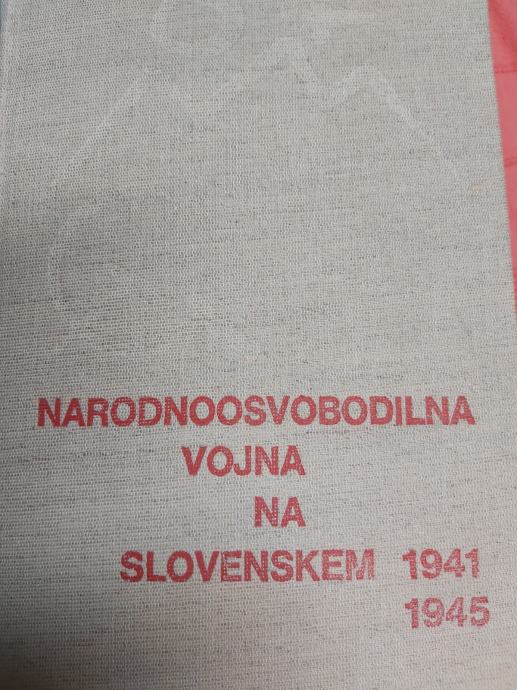 NARODNOOSVOBODILNA
VOJNA
NA
SLOVENSKEM 1941
1945